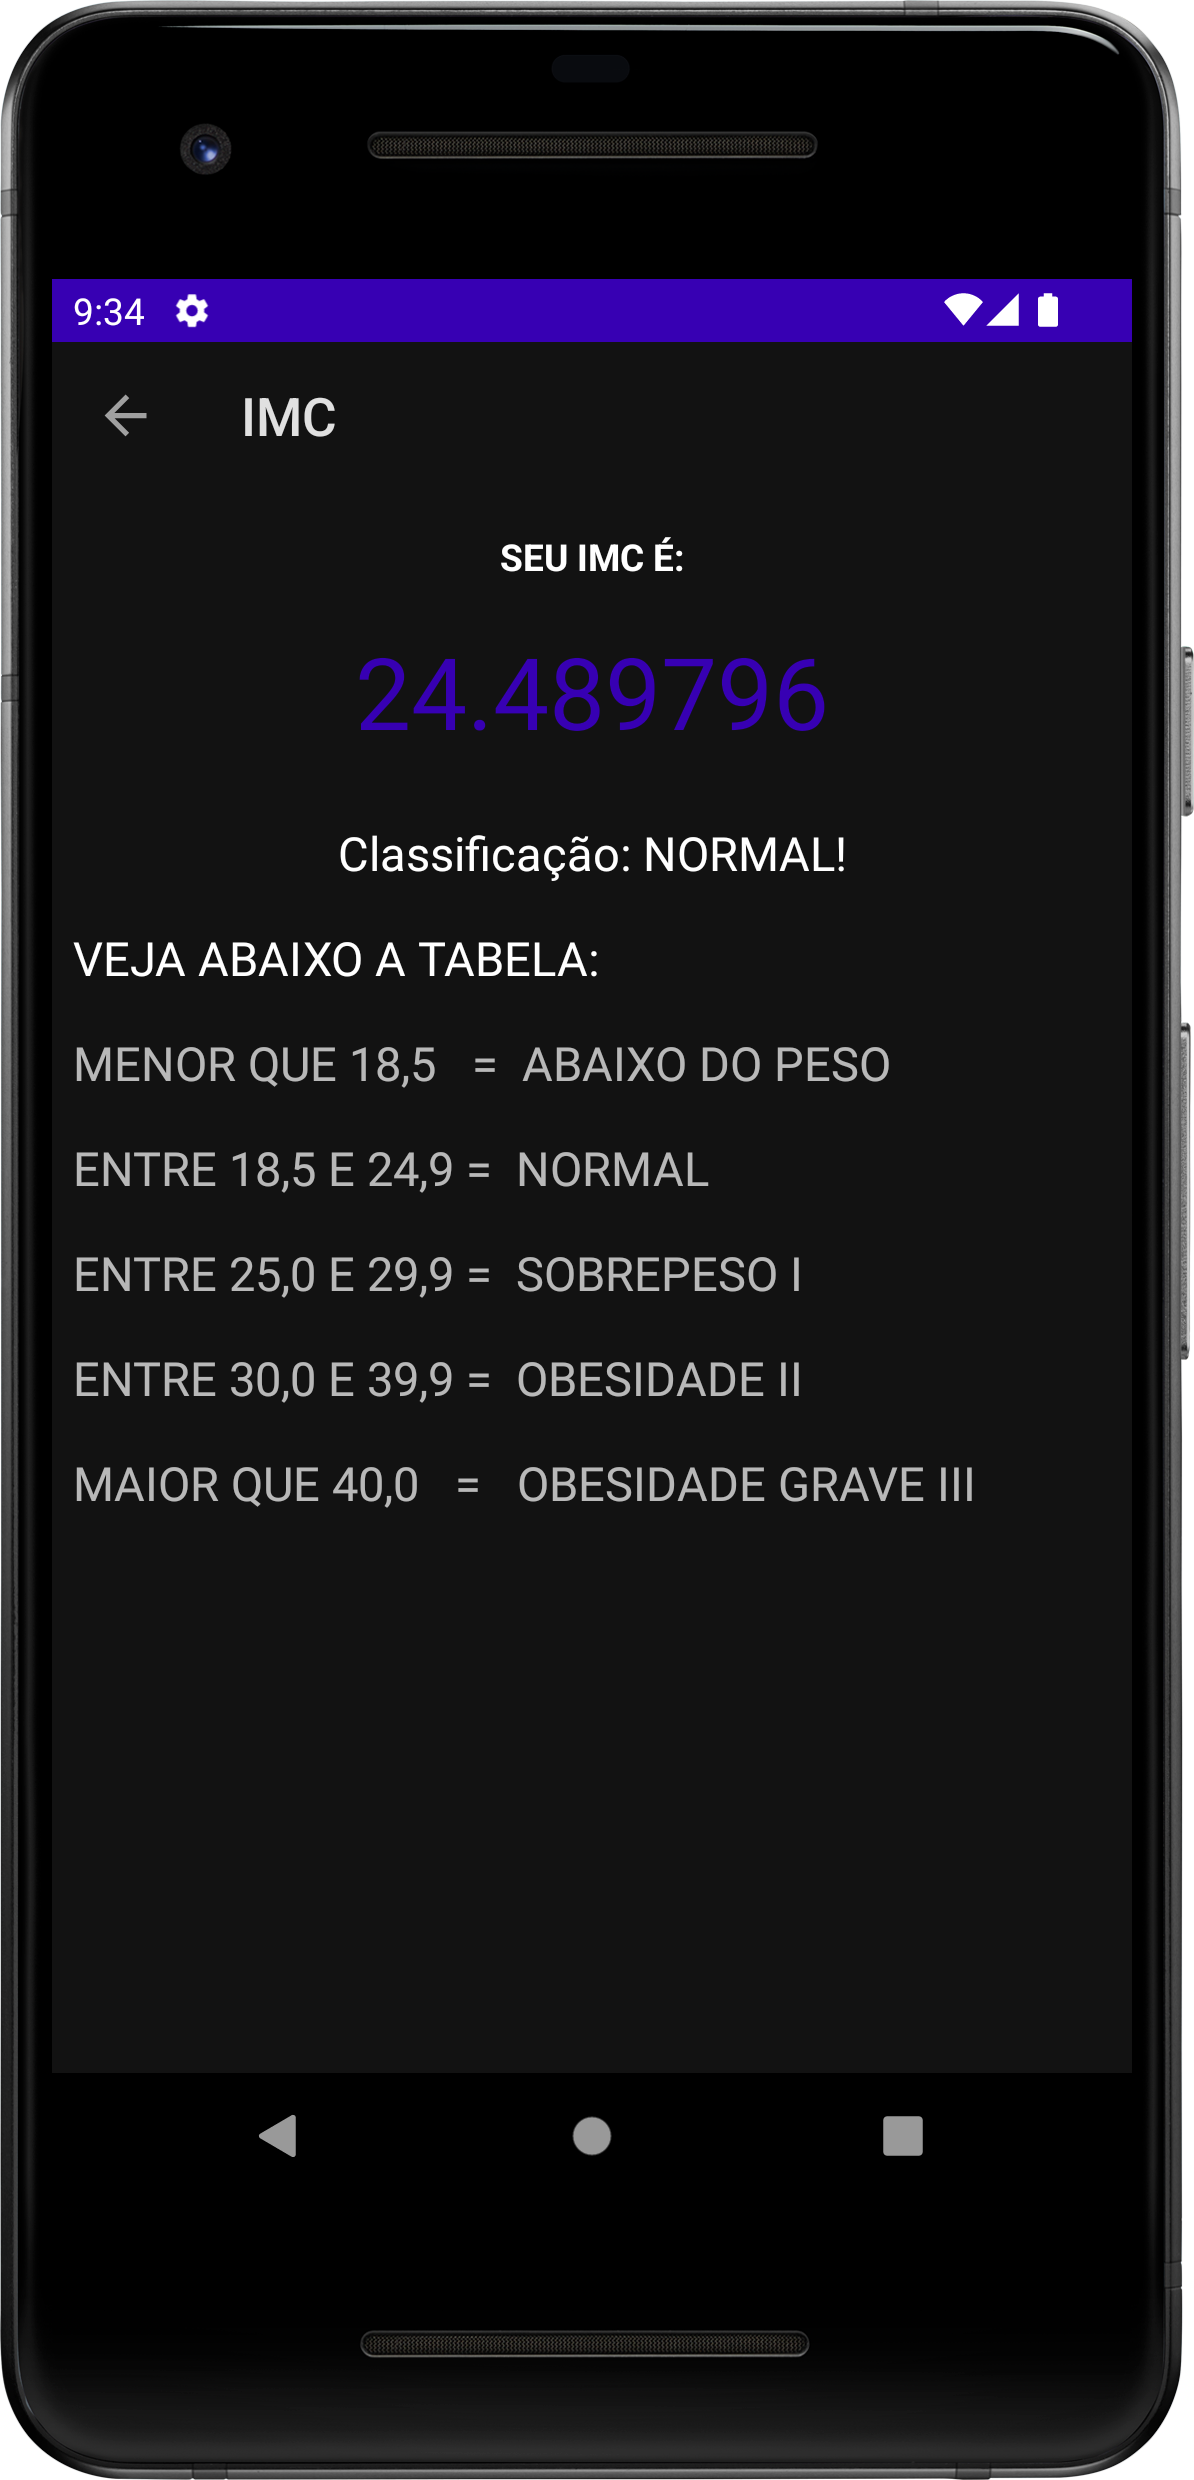 9:34
IMC
SEU IMC É:
24.489796
Classificação: NORMAL!
VEJA ABAIXO A TABELA:
MENOR QUE 18,5 = ABAIXO DO PESO
ENTRE 18,5 E 24,9 = NORMAL
ENTRE 25,0 E 29,9 = SOBREPESO I
ENTRE 30,0 E 39,9 = OBESIDADE II
MAIOR QUE 40,0 = OBESIDADE GRAVE III